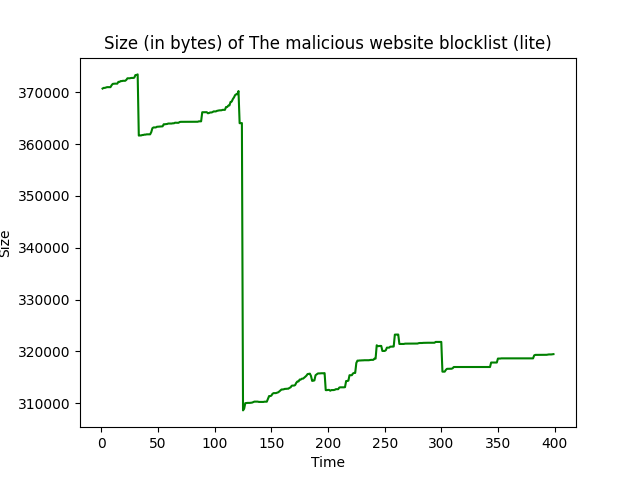 Size (in bytes) of The malicious website blocklist (lite)
370000
360000
350000
340000
330000
320000
310000
Size
0 50 100 150 200 250 300 350 400
Time